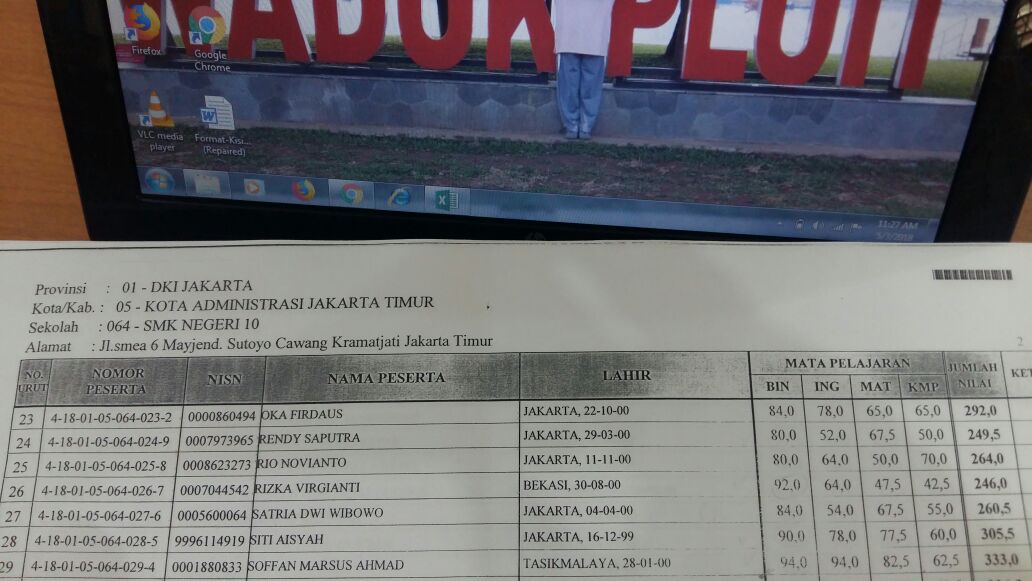 WADUK PLUIT
Firefox
Google
Chrome
VLC media
player
Format-Kisi...
(Repaired)
11:27 AM
5/3/2018
Provinsi : 01 - DKI JAKARTA
Kota/Kab. : 05 - KOTA ADMINISTRASI JAKARTA TIMUR
Sekolah : 064 - SMK NEGERI 10
Alamat : Jl.smea 6 Mayjend. Sutoyo Cawang Kramatjati Jakarta Timur
2
NO. URUT NOMOR PESERTA NISN NAMA PESERTA LAHIR MATA PELAJARAN JUMLAH NILAI KET
BIN ING MAT KMP
23 4-18-01-05-064-023-2 0000860494 OKA FIRDAUS JAKARTA, 22-10-00 84,0 78,0 65,0 65,0 292,0
24 4-18-01-05-064-024-9 0007973965 RENDY SAPUTRA JAKARTA, 29-03-00 80,0 52,0 67,5 50,0 249,5
25 4-18-01-05-064-025-8 0008623273 RIO NOVIANTO JAKARTA, 11-11-00 80,0 64,0 50,0 70,0 264,0
26 4-18-01-05-064-026-7 0007044542 RIZKA VIRGIANTI BEKASI, 30-08-00 92,0 64,0 47,5 42,5 246,0
27 4-18-01-05-064-027-6 0005600064 SATRIA DWI WIBOWO JAKARTA, 04-04-00 84,0 54,0 67,5 55,0 260,5
28 4-18-01-05-064-028-5 9996114919 SITI AISYAH JAKARTA, 16-12-99 90,0 78,0 77,5 60,0 305,5
29 4-18-01-05-064-029-4 0001880833 SOFFAN MARSUS AHMAD TASIKMALAYA, 28-01-00 94,0 94,0 82,5 62,5 333,0